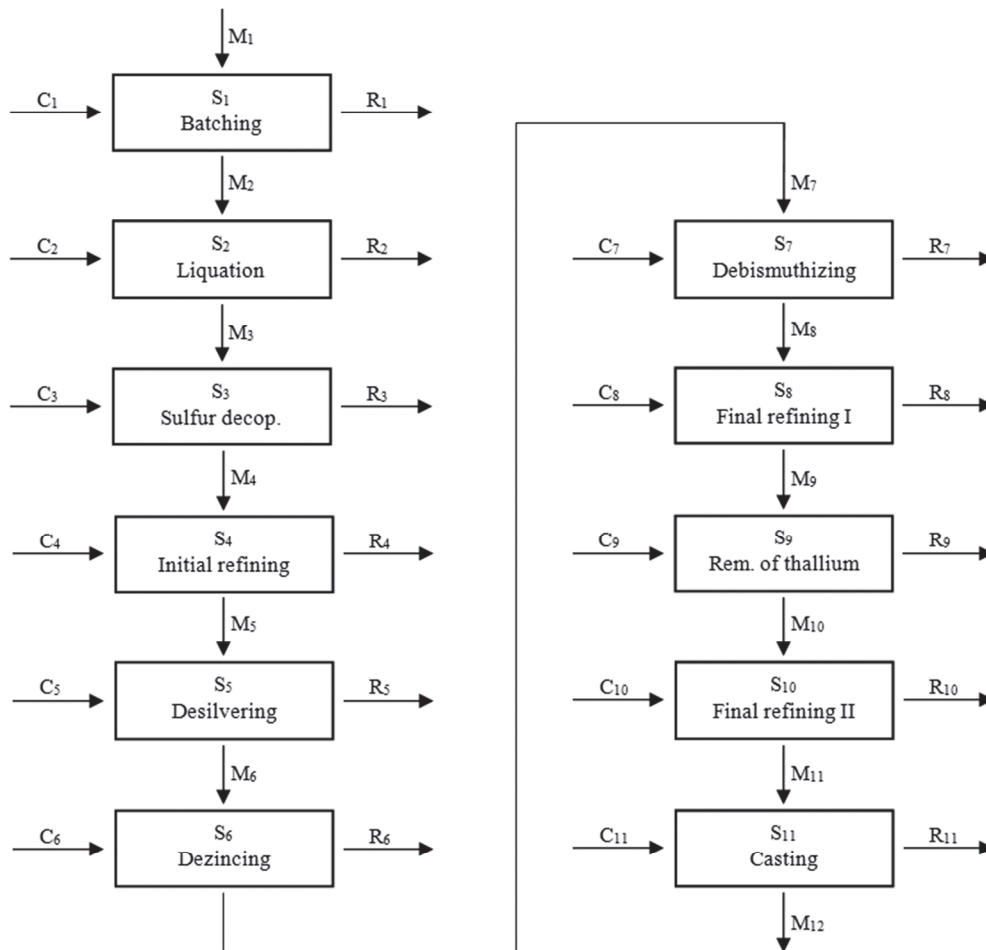 M₁
C₁
S₁
Batching
R₁
M₂
C₂
S₂
Liquation
R₂
M₃
C₃
S₃
Sulfur decop.
R₃
M₄
C₄
S₄
Initial refining
R₄
M₅
C₅
S₅
Desilvering
R₅
M₆
C₆
S₆
Dezincing
R₆
M₇
C₇
S₇
Debismuthizing
R₇
M₈
C₈
S₈
Final refining I
R₈
M₉
C₉
S₉
Rem. of thallium
R₉
M₁₀
C₁₀
S₁₀
Final refining II
R₁₀
M₁₁
C₁₁
S₁₁
Casting
R₁₁
M₁₂